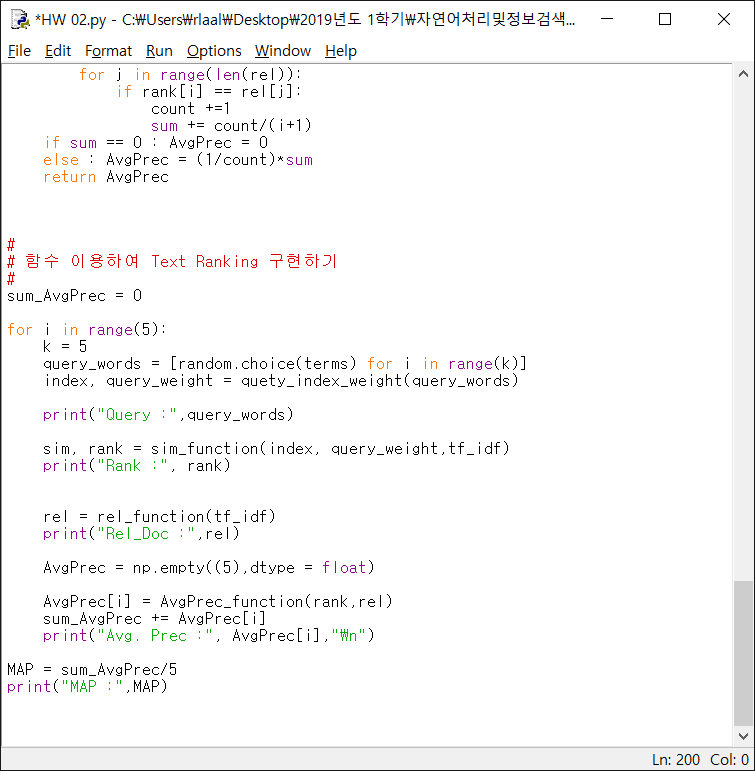 *HW 02.py - C:₩Users₩rlaal₩Desktop₩2019년도 1학기₩자연어처리및정보검색...
File Edit Format Run Options Window Help
        for j in range(len(rel)):
            if rank[i] == rel[j]:
                count +=1
                sum += count/(i+1)
    if sum == 0 : AvgPrec = 0
    else : AvgPrec = (1/count)*sum
    return AvgPrec
#
# 함수 이용하여 Text Ranking 구현하기
#
sum_AvgPrec = 0
for i in range(5):
    k = 5
    query_words = [random.choice(terms) for i in range(k)]
    index, query_weight = quety_index_weight(query_words)
    print("Query :",query_words)
    sim, rank = sim_function(index, query_weight,tf_idf)
    print("Rank :", rank)
    rel = rel_function(tf_idf)
    print("Rel_Doc :",rel)
    AvgPrec = np.empty((5),dtype = float)
    AvgPrec[i] = AvgPrec_function(rank,rel)
    sum_AvgPrec += AvgPrec[i]
    print("Avg. Prec :", AvgPrec[i],"₩n")
MAP = sum_AvgPrec/5
print("MAP :",MAP)
Ln: 200 Col: 0